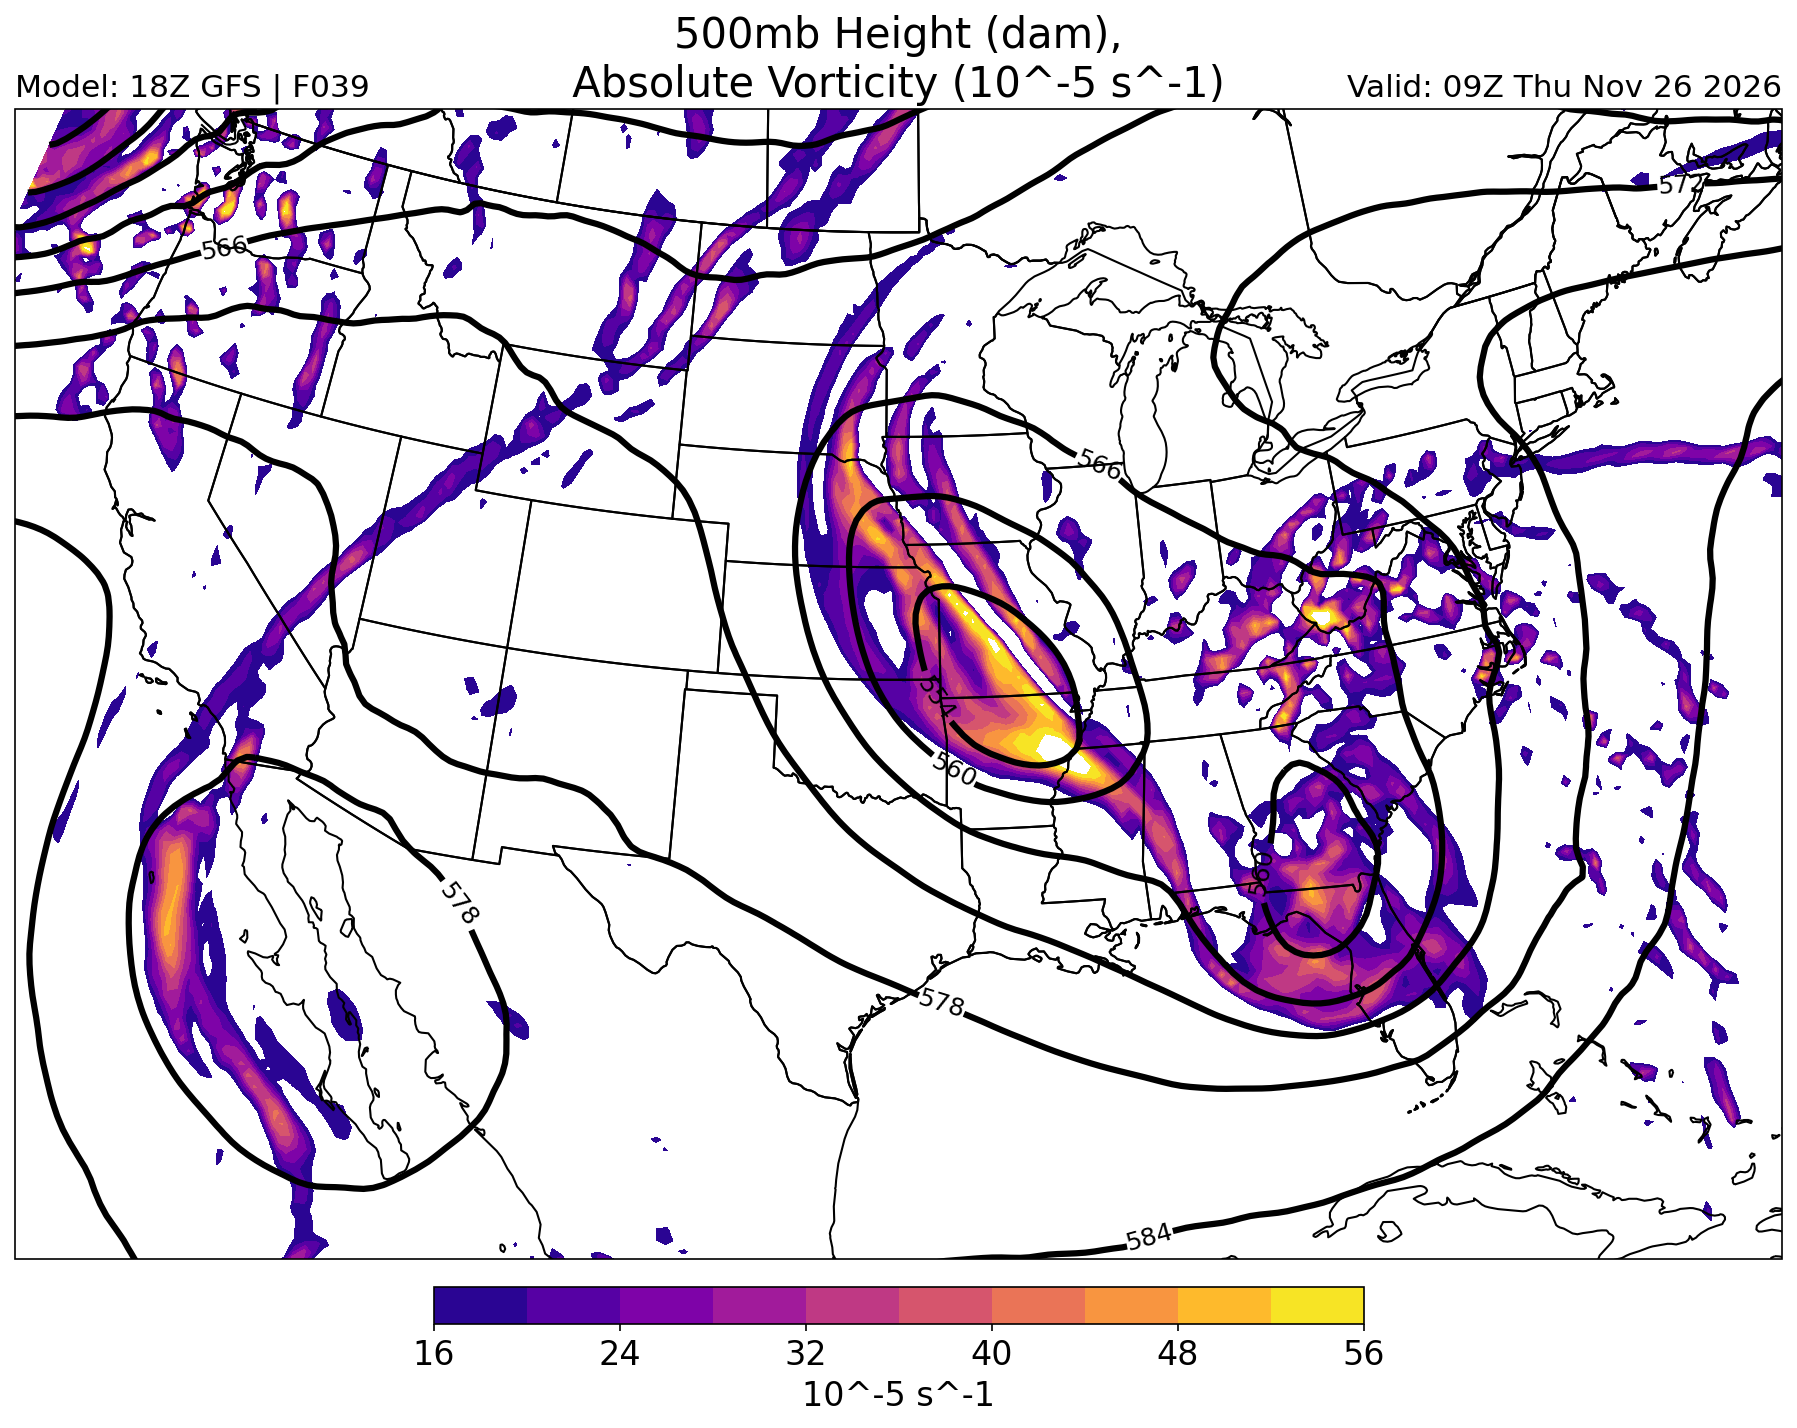 500mb Height (dam),
Absolute Vorticity (10^-5 s^-1)
Model: 18Z GFS | F039
Valid: 09Z Thu Nov 26 2026
572
566
566
554
560
560
578
578
584
16 24 32 40 48 56
10^-5 s^-1